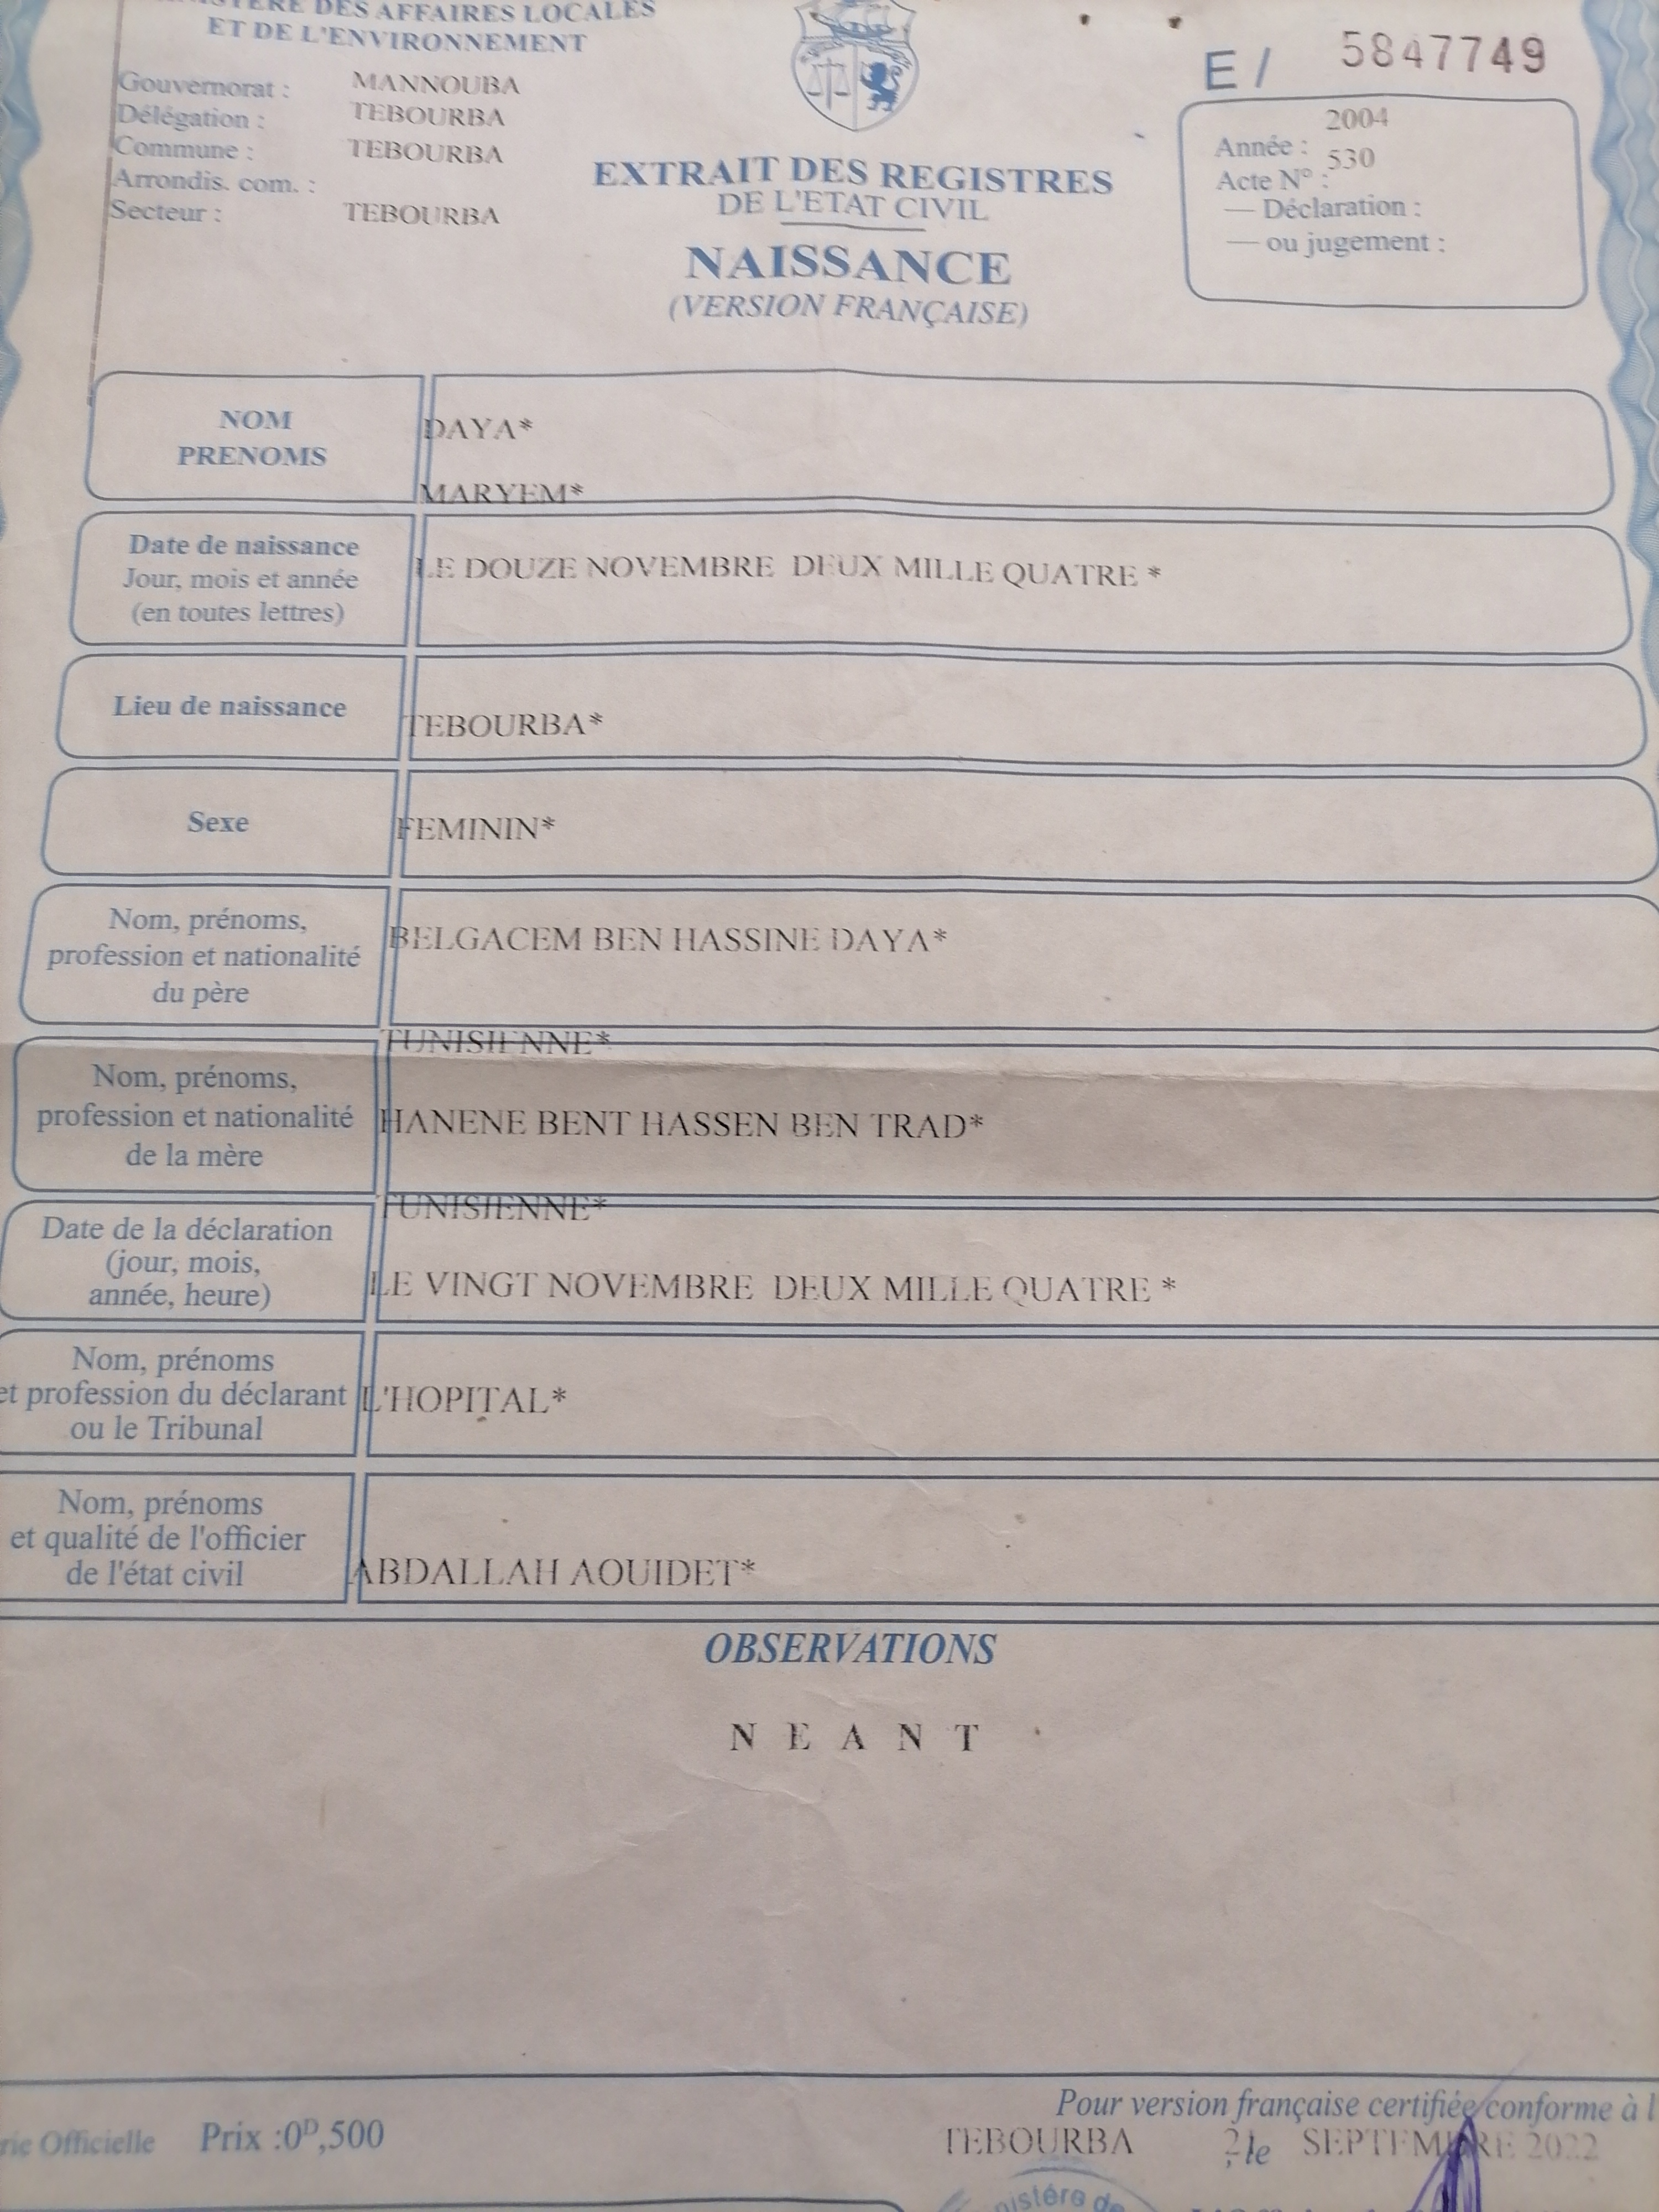 DES AFFAIRES LOCALES
ET DE L'ENVIRONNEMENT
Gouvernorat : MANNOUBA
Délégation : TEBOURBA
Commune : TEBOURBA
Arrondis. com. :
Secteur : TEBOURBA
E / 5847749
Année : 2004
Acte N° : 530
— Déclaration :
— ou jugement :
EXTRAIT DES REGISTRES
DE L'ETAT CIVIL
NAISSANCE
(VERSION FRANÇAISE)
NOM DAYA*
PRENOMS MARYEM*
Date de naissance
Jour, mois et année
(en toutes lettres)
LE DOUZE NOVEMBRE DEUX MILLE QUATRE *
Lieu de naissance
TEBOURBA*
Sexe
FEMININ*
Nom, prénoms,
profession et nationalité
du père
BELGACEM BEN HASSINE DAYA*
TUNISIENNE*
Nom, prénoms,
profession et nationalité
de la mère
HANENE BENT HASSEN BEN TRAD*
TUNISIENNE*
Date de la déclaration
(jour, mois,
année, heure)
LE VINGT NOVEMBRE DEUX MILLE QUATRE *
Nom, prénoms
et profession du déclarant
ou le Tribunal
L'HOPITAL*
Nom, prénoms
et qualité de l'officier
de l'état civil
ABDALLAH AOUIDET*
OBSERVATIONS
N E A N T
Pour version française certifiée conforme à l'
Officielle Prix :0ᴰ,500
TEBOURBA , le SEPTEMBRE 2022